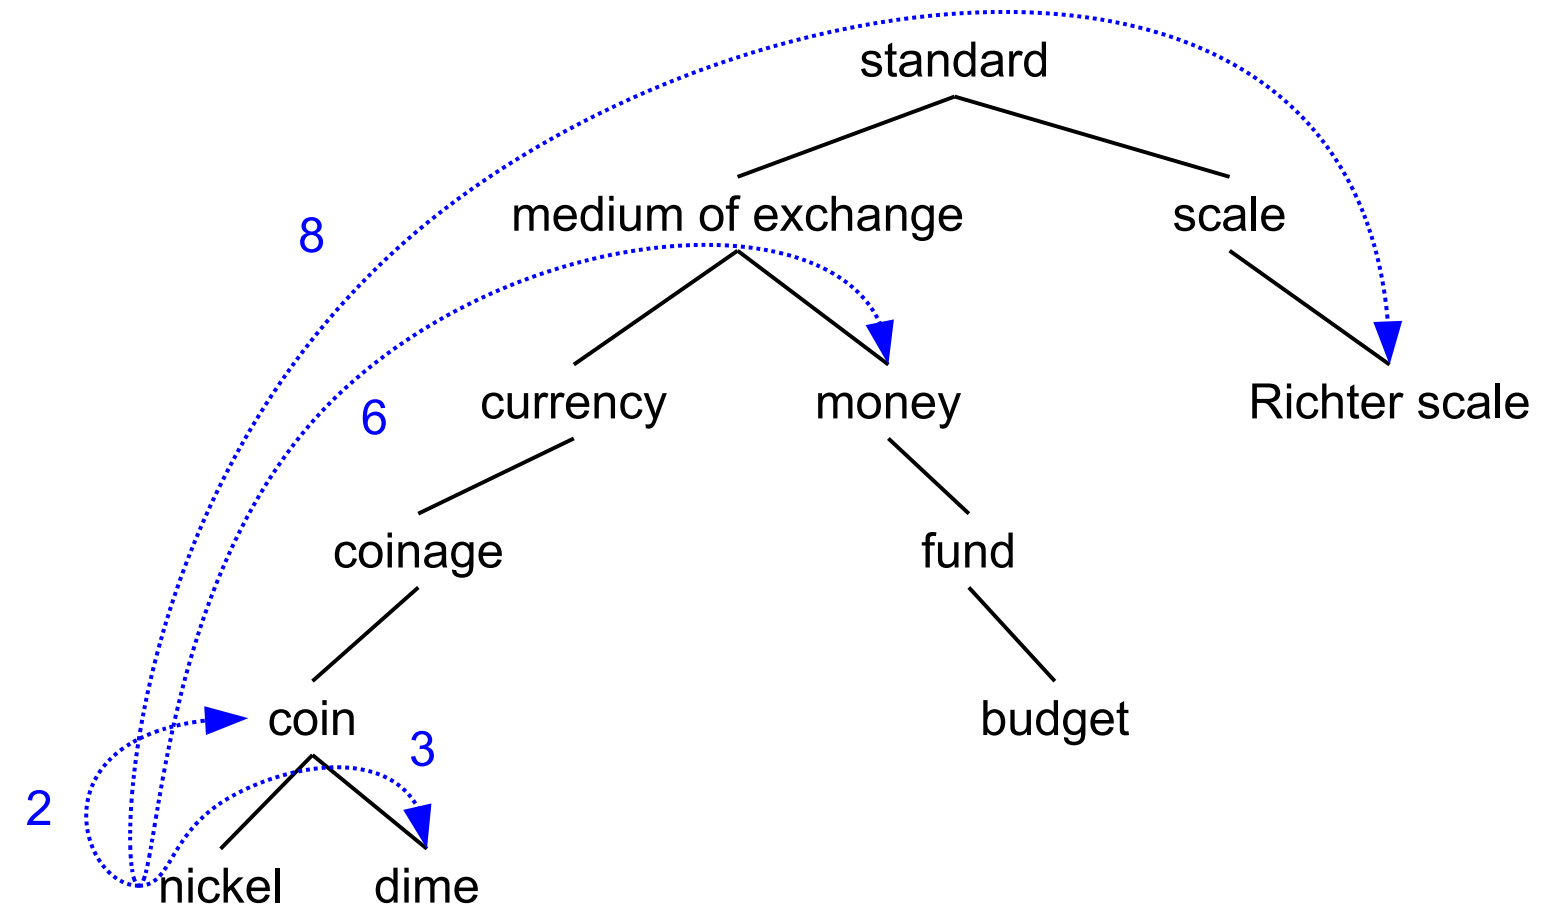 standard
8
medium of exchange
scale
6
currency
money
Richter scale
coinage
fund
coin
budget
3
2
nickel
dime